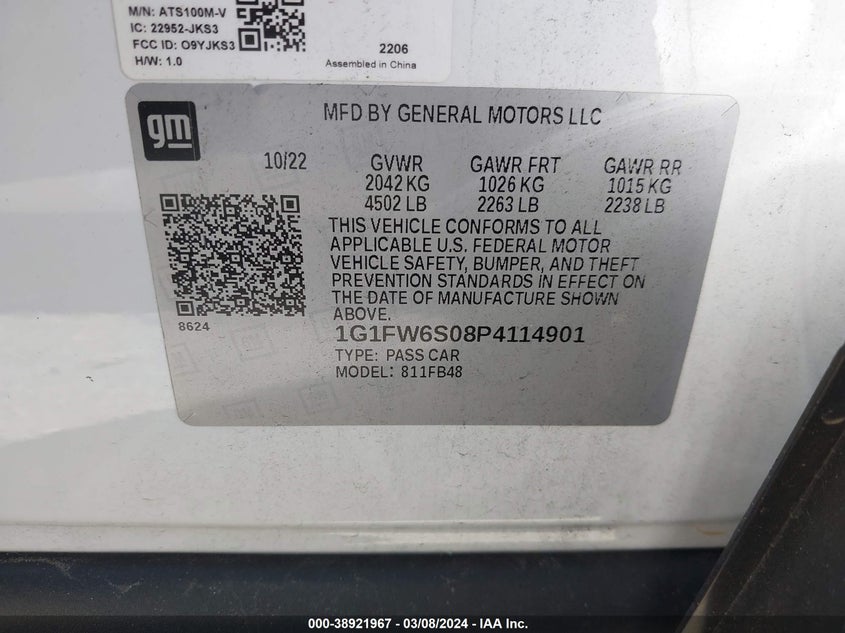 M/N: ATS100M-V
IC: 22952-JKS3
FCC ID: O9YJKS3
H/W: 1.0
2206
Assembled in China
gm
MFD BY GENERAL MOTORS LLC
10/22 GVWR GAWR FRT GAWR RR
2042 KG 1026 KG 1015 KG
4502 LB 2263 LB 2238 LB
THIS VEHICLE CONFORMS TO ALL
APPLICABLE U.S. FEDERAL MOTOR
VEHICLE SAFETY, BUMPER, AND THEFT
PREVENTION STANDARDS IN EFFECT ON
THE DATE OF MANUFACTURE SHOWN
ABOVE.
8624
1G1FW6S08P4114901
TYPE: PASS CAR
MODEL: 811FB48
000-38921967 - 03/08/2024 - IAA Inc.